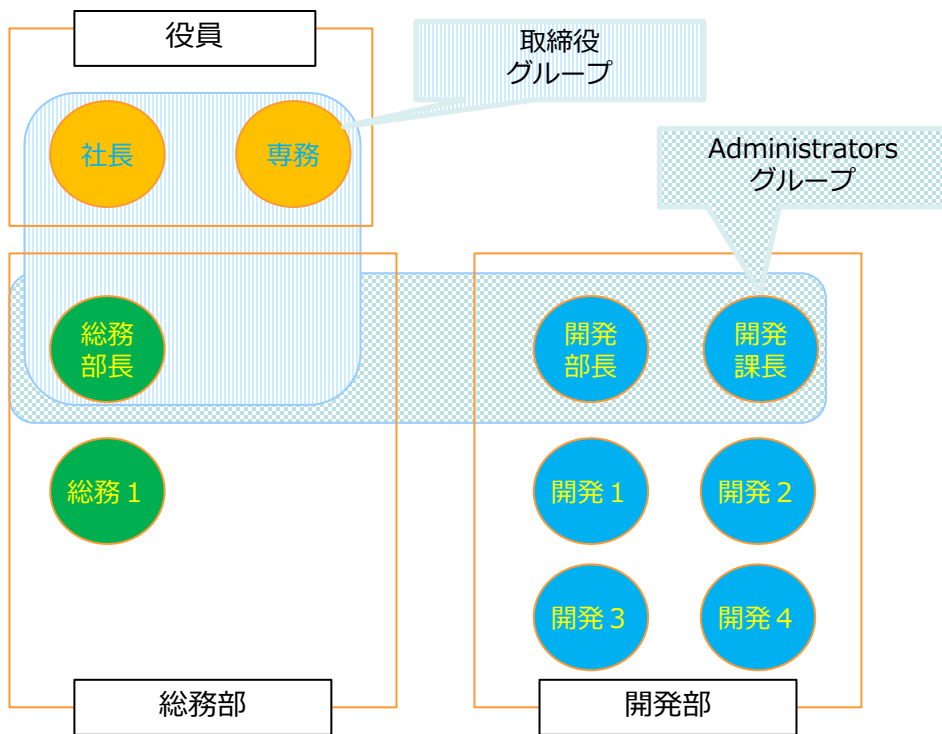 役員
取締役
グループ
社長
専務
Administrators
グループ
総務
部長
開発
部長
開発
課長
総務１
開発１
開発２
開発３
開発４
総務部
開発部